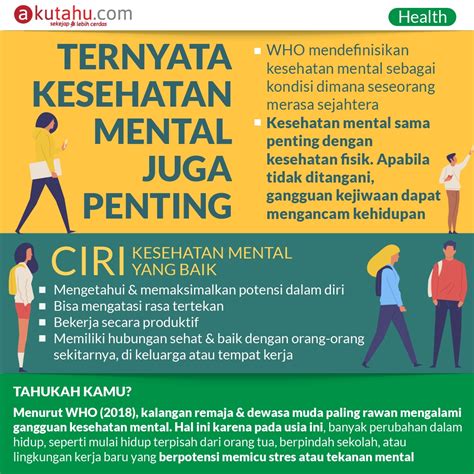 akutahu.com
sekejap lebih cerdas
Health
TERNYATA
KESEHATAN
MENTAL
JUGA
PENTING
WHO mendefinisikan
kesehatan mental sebagai
kondisi dimana seseorang
merasa sejahtera
Kesehatan mental sama
penting dengan
kesehatan fisik. Apabila
tidak ditangani,
gangguan kejiwaan dapat
mengancam kehidupan
CIRI KESEHATAN MENTAL
YANG BAIK
Mengetahui & memaksimalkan potensi dalam diri
Bisa mengatasi rasa tertekan
Bekerja secara produktif
Memiliki hubungan sehat & baik dengan orang-orang
sekitarnya, di keluarga atau tempat kerja
TAHUKAH KAMU?
Menurut WHO (2018), kalangan remaja & dewasa muda paling rawan mengalami
gangguan kesehatan mental. Hal ini karena pada usia ini, banyak perubahan dalam
hidup, seperti mulai hidup terpisah dari orang tua, berpindah sekolah, atau
lingkungan kerja baru yang berpotensi memicu stres atau tekanan mental